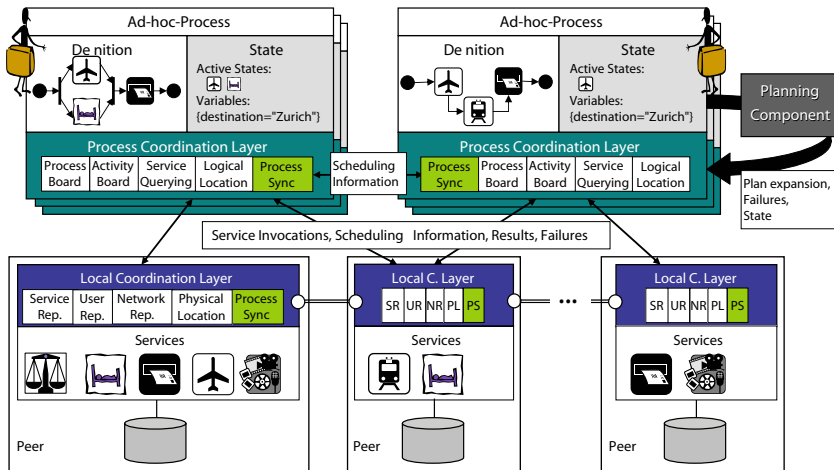 Ad-hoc-Process
De nition
State
Active States:
Variables:
{destination="Zurich"}
Process Coordination Layer
Process Board
Activity Board
Service Querying
Logical Location
Process Sync
Scheduling Information
Ad-hoc-Process
De nition
State
Active States:
Variables:
{destination="Zurich"}
Process Coordination Layer
Process Sync
Process Board
Activity Board
Service Querying
Logical Location
Planning
Component
Plan expansion,
Failures,
State
Service Invocations, Scheduling Information, Results, Failures
Local Coordination Layer
Service Rep.
User Rep.
Network Rep.
Physical Location
Process Sync
Services
Peer
Local C. Layer
SR UR NR PL PS
Services
Peer
...
Local C. Layer
SR UR NR PL PS
Services
Peer